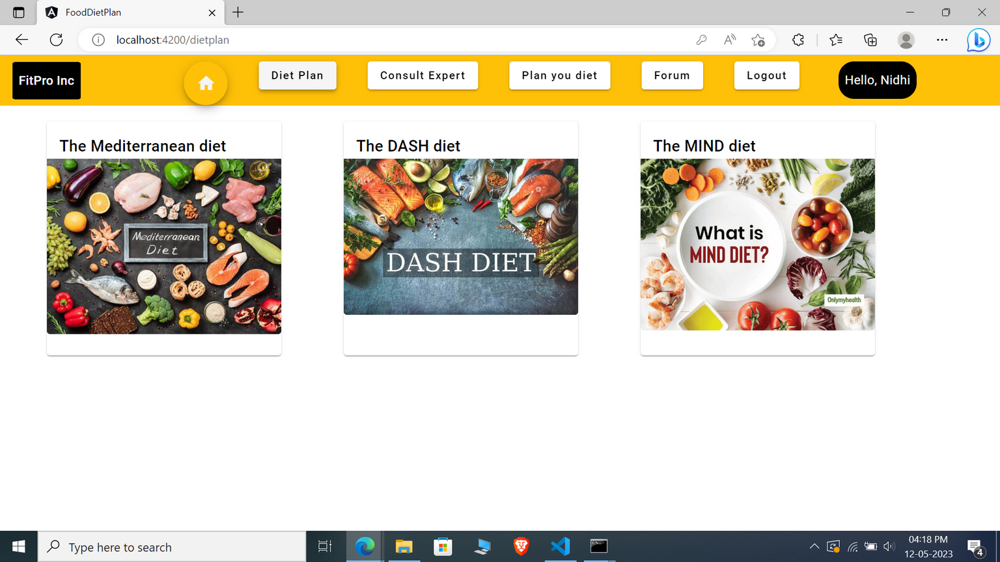 FoodDietPlan
localhost:4200/dietplan
FitPro Inc
Diet Plan
Consult Expert
Plan you diet
Forum
Logout
Hello, Nidhi
The Mediterranean diet
The DASH diet
The MIND diet
Mediterranean
Diet
DASH DIET
What is
MIND DIET?
Onlymyhealth
Type here to search
04:18 PM
12-05-2023
4